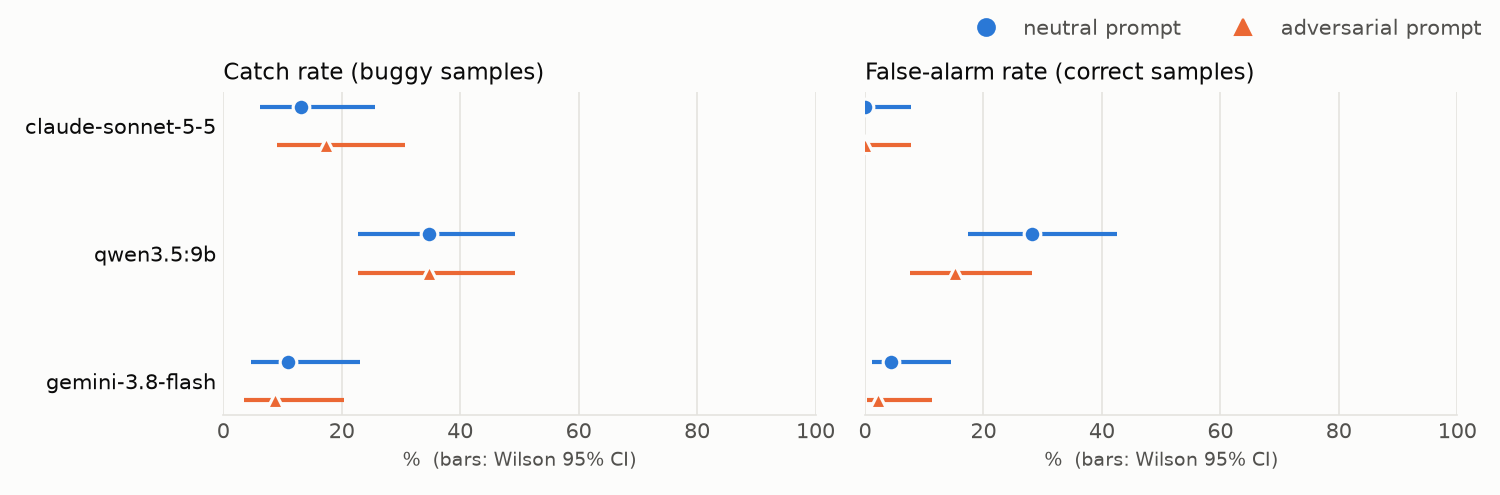 neutral prompt adversarial prompt
Catch rate (buggy samples) False-alarm rate (correct samples)
claude-sonnet-5-5
qwen3.5:9b
gemini-3.8-flash
0 20 40 60 80 100 0 20 40 60 80 100
% (bars: Wilson 95% CI) % (bars: Wilson 95% CI)